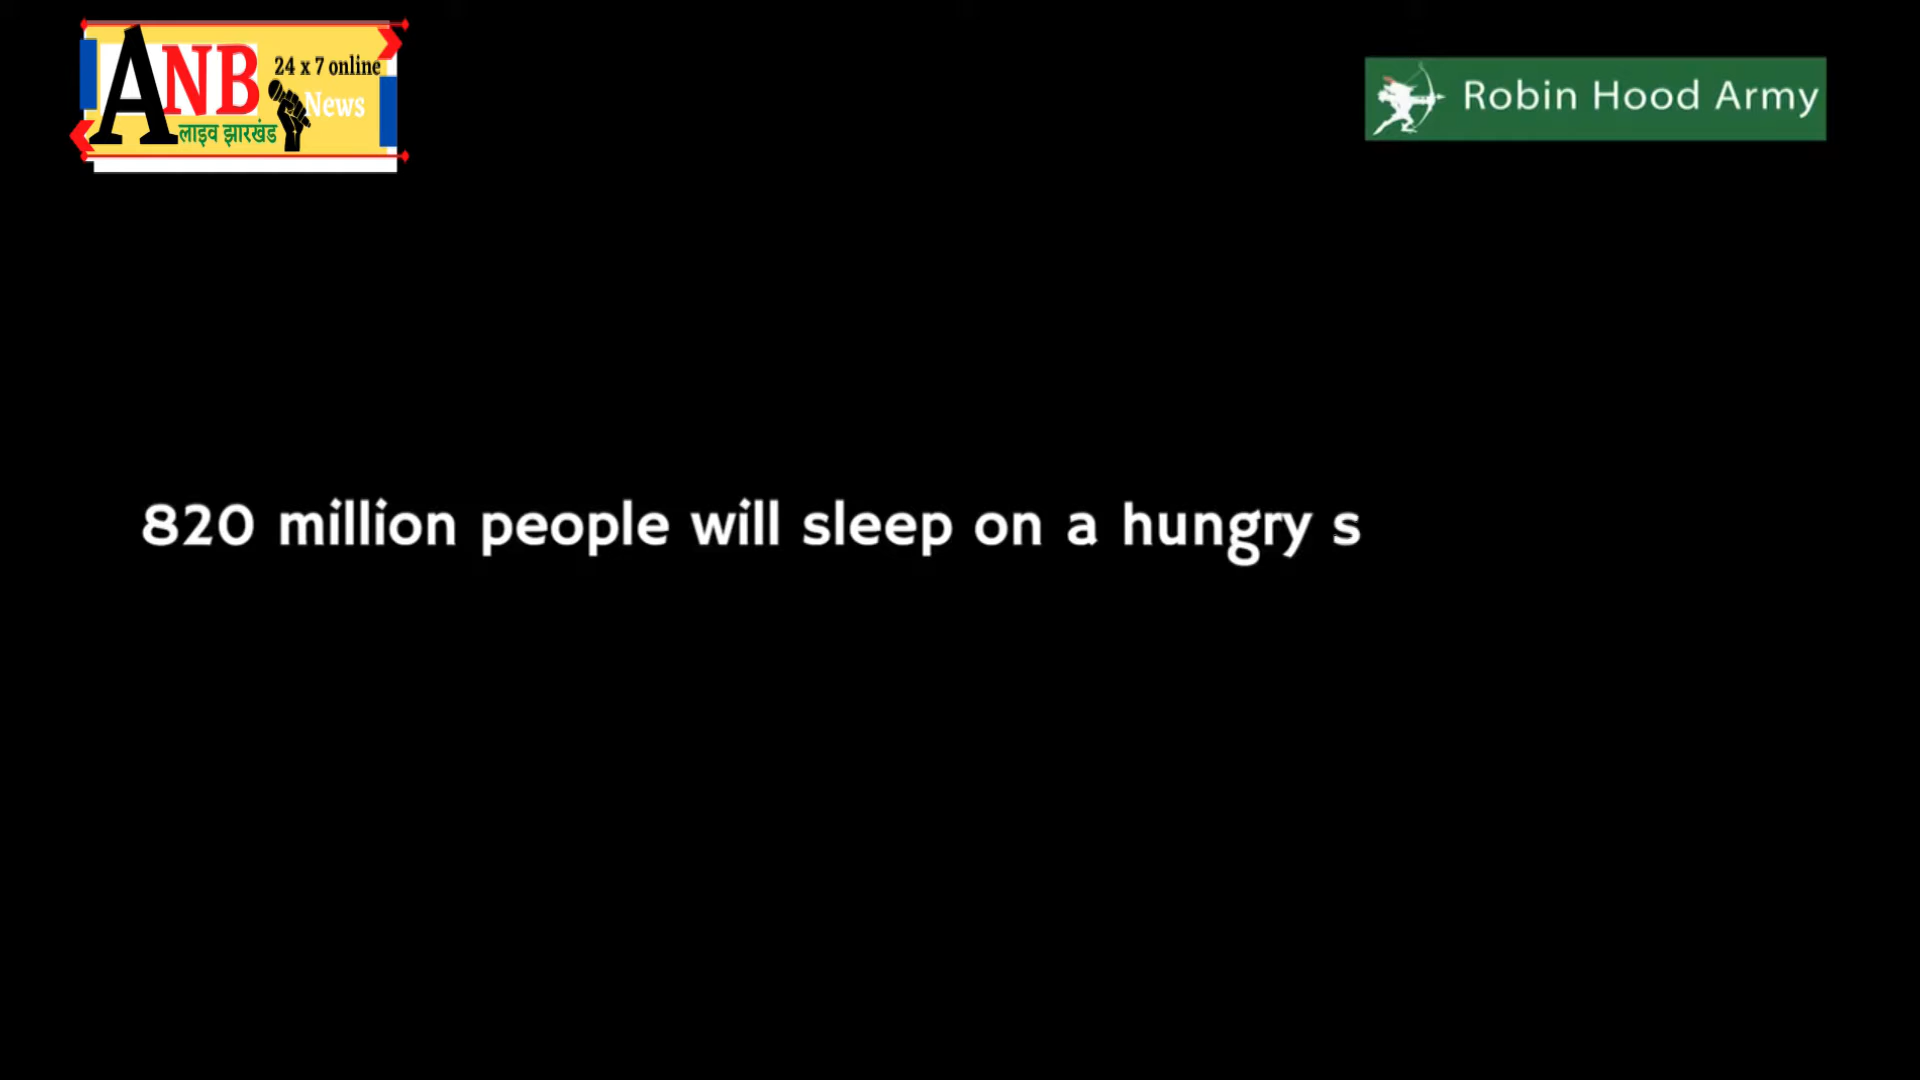 ANB
24 x 7 online
News
लाइव झारखंड
Robin Hood Army
820 million people will sleep on a hungry s